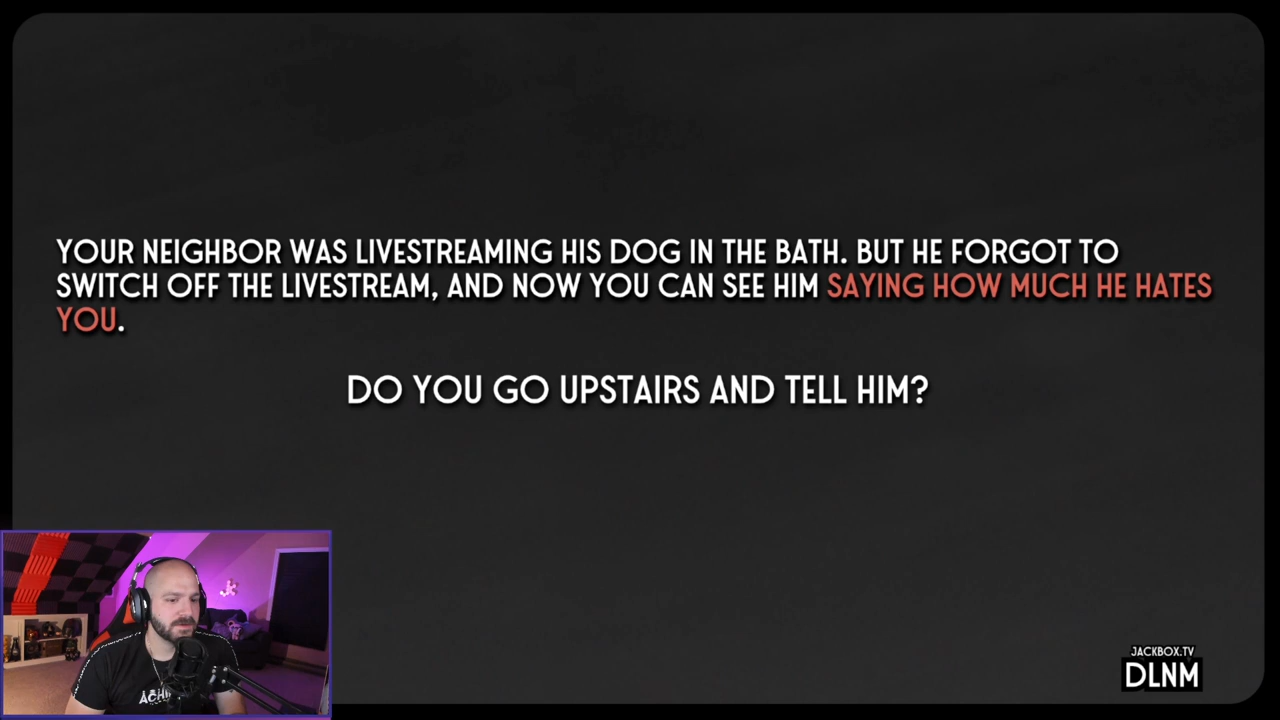 YOUR NEIGHBOR WAS LIVESTREAMING HIS DOG IN THE BATH. BUT HE FORGOT TO
SWITCH OFF THE LIVESTREAM, AND NOW YOU CAN SEE HIM SAYING HOW MUCH HE HATES
YOU.
DO YOU GO UPSTAIRS AND TELL HIM?
JACKBOX.TV
DLNM